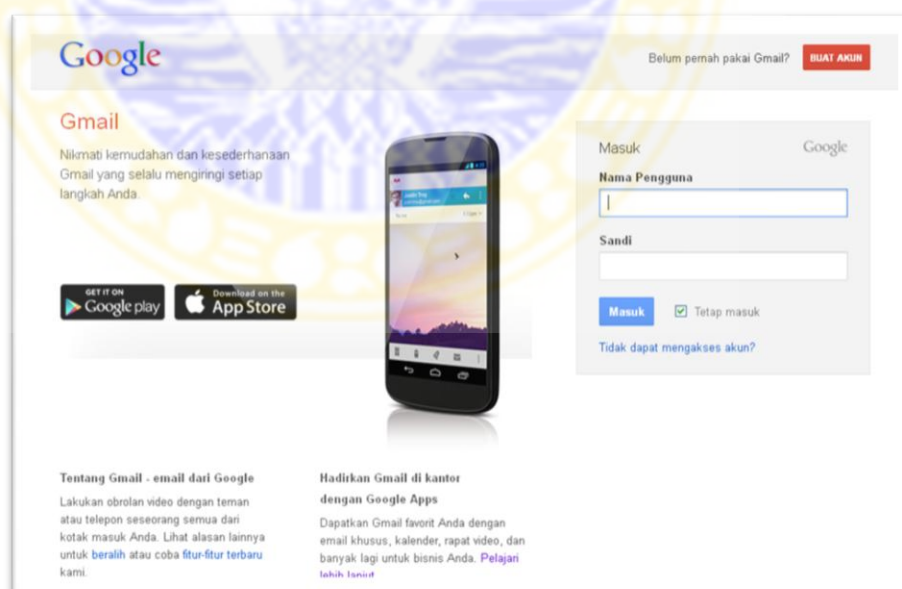 Google
Belum pernah pakai Gmail?
BUAT AKUN
Gmail
Nikmati kemudahan dan kesederhanaan
Gmail yang selalu mengiringi setiap
langkah Anda.
GET IT ON
Google play
Download on the
App Store
Masuk
Google
Nama Pengguna
Sandi
Masuk
Tetap masuk
Tidak dapat mengakses akun?
Tentang Gmail - email dari Google
Lakukan obrolan video dengan teman
atau telepon seseorang semua dari
kotak masuk Anda. Lihat alasan lainnya
untuk beralih atau coba fitur-fitur terbaru
kami.
Hadirkan Gmail di kantor
dengan Google Apps
Dapatkan Gmail favorit Anda dengan
email khusus, kalender, rapat video, dan
banyak lagi untuk bisnis Anda. Pelajari
lebih lanjut